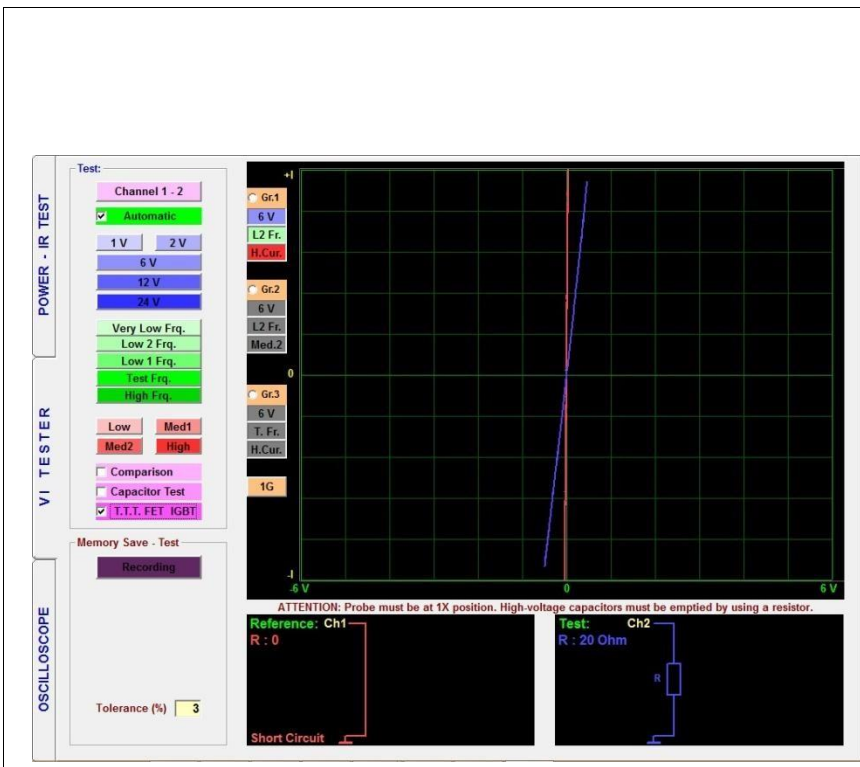 POWER - IR TEST
VI TESTER
OSCILLOSCOPE
Test:
Channel 1 - 2
Automatic
1 V
2 V
6 V
12 V
24 V
Very Low Frq.
Low 2 Frq.
Low 1 Frq.
Test Frq.
High Frq.
Low
Med1
Med2
High
Comparison
Capacitor Test
T.T.T. FET IGBT
Memory Save - Test
Recording
Tolerance (%) 3
Gr.1
6 V
L2 Fr.
H.Cur.
Gr.2
6 V
L2 Fr.
Med.2
Gr.3
6 V
T. Fr.
H.Cur.
1G
+I
0
-I
-6 V
0
6 V
ATTENTION: Probe must be at 1X position. High-voltage capacitors must be emptied by using a resistor.
Reference: Ch1
R : 0
Short Circuit
Test: Ch2
R : 20 Ohm
R